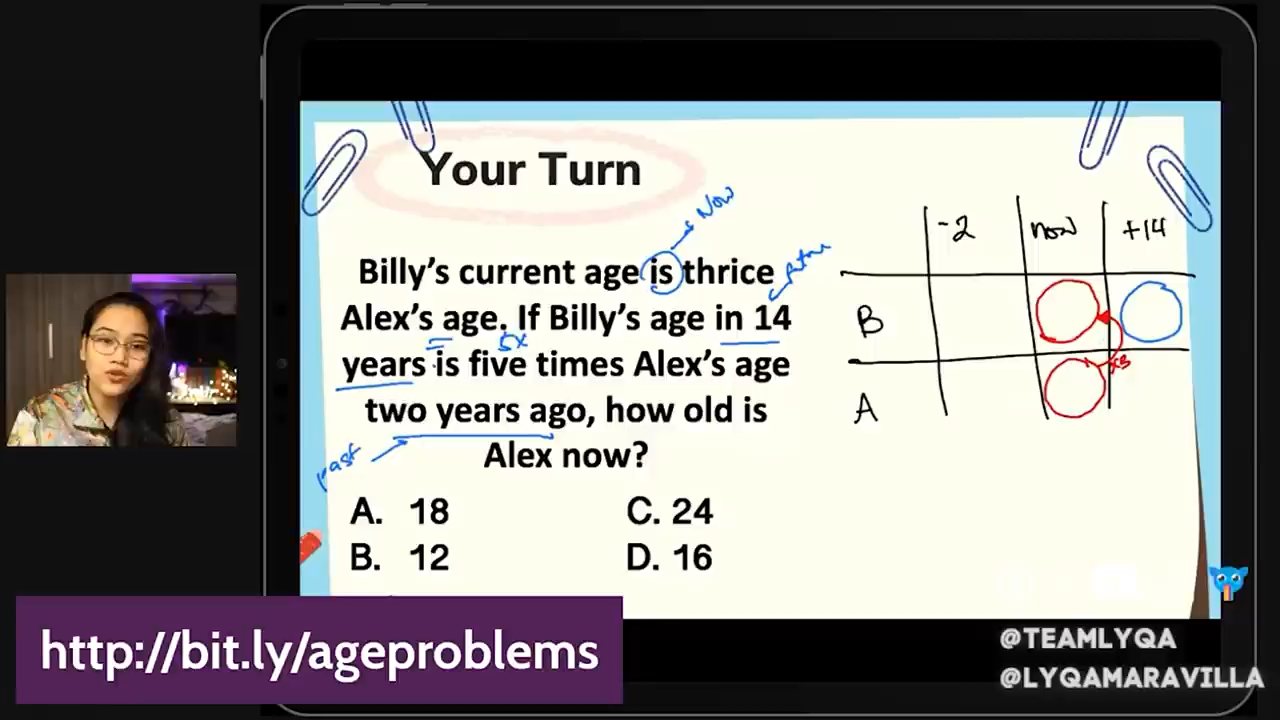 Your Turn
Now
Billy's current age is thrice
future
Alex's age. If Billy's age in 14
5x
years is five times Alex's age
two years ago, how old is
past
Alex now?
A. 18
B. 12
C. 24
D. 16
-2 now +14
B
x3
A
http://bit.ly/ageproblems
@TEAMLYQA
@LYQAMARAVILLA